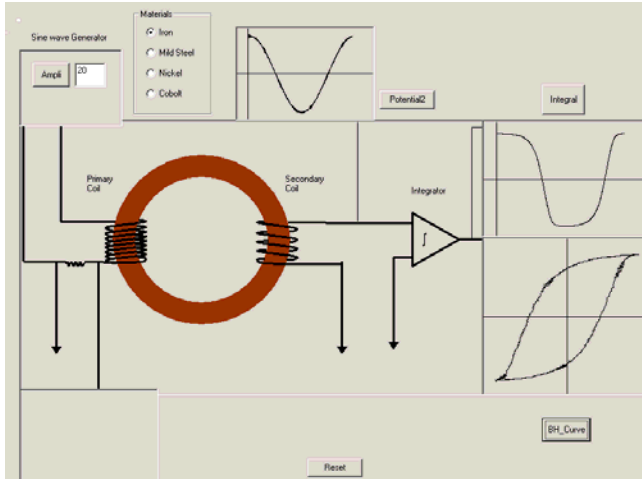 Materials
Sine wave Generator
Iron
Ampli
20
Mild Steel
Nickel
Cobolt
Potential2
Integral
Primary
Coil
Secondary
Coil
Integrator
∫
BH_Curve
Reset